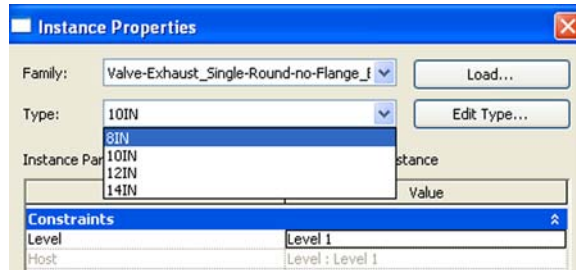 Instance Properties
Family: Valve-Exhaust_Single-Round-no-Flange_ Load...
Type: 10IN Edit Type...
8IN
Instance Par 10IN stance
12IN
14IN
Value
Constraints
Level Level 1
Host Level : Level 1